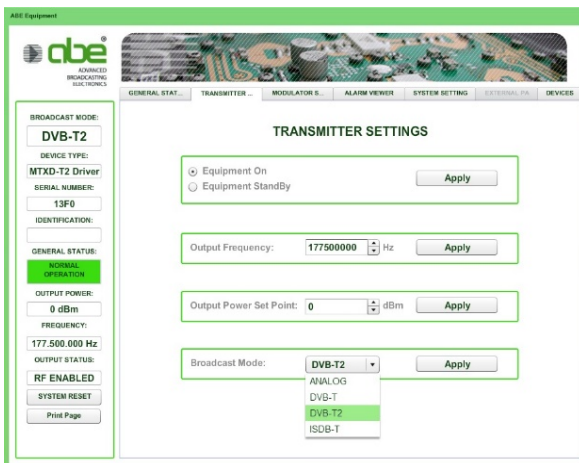 ABE Equipment
abe®
ADVANCED
BROADCASTING
ELECTRONICS
GENERAL STAT... TRANSMITTER ... MODULATOR S... ALARM VIEWER SYSTEM SETTING EXTERNAL PA DEVICES
BROADCAST MODE:
DVB-T2
DEVICE TYPE:
MTXD-T2 Driver
SERIAL NUMBER:
13F0
IDENTIFICATION:
GENERAL STATUS:
NORMAL
OPERATION
OUTPUT POWER:
0 dBm
FREQUENCY:
177.500.000 Hz
OUTPUT STATUS:
RF ENABLED
SYSTEM RESET
Print Page
TRANSMITTER SETTINGS
Equipment On
Equipment StandBy
Apply
Output Frequency: 177500000 Hz Apply
Output Power Set Point: 0 dBm Apply
Broadcast Mode: DVB-T2 Apply
ANALOG
DVB-T
DVB-T2
ISDB-T